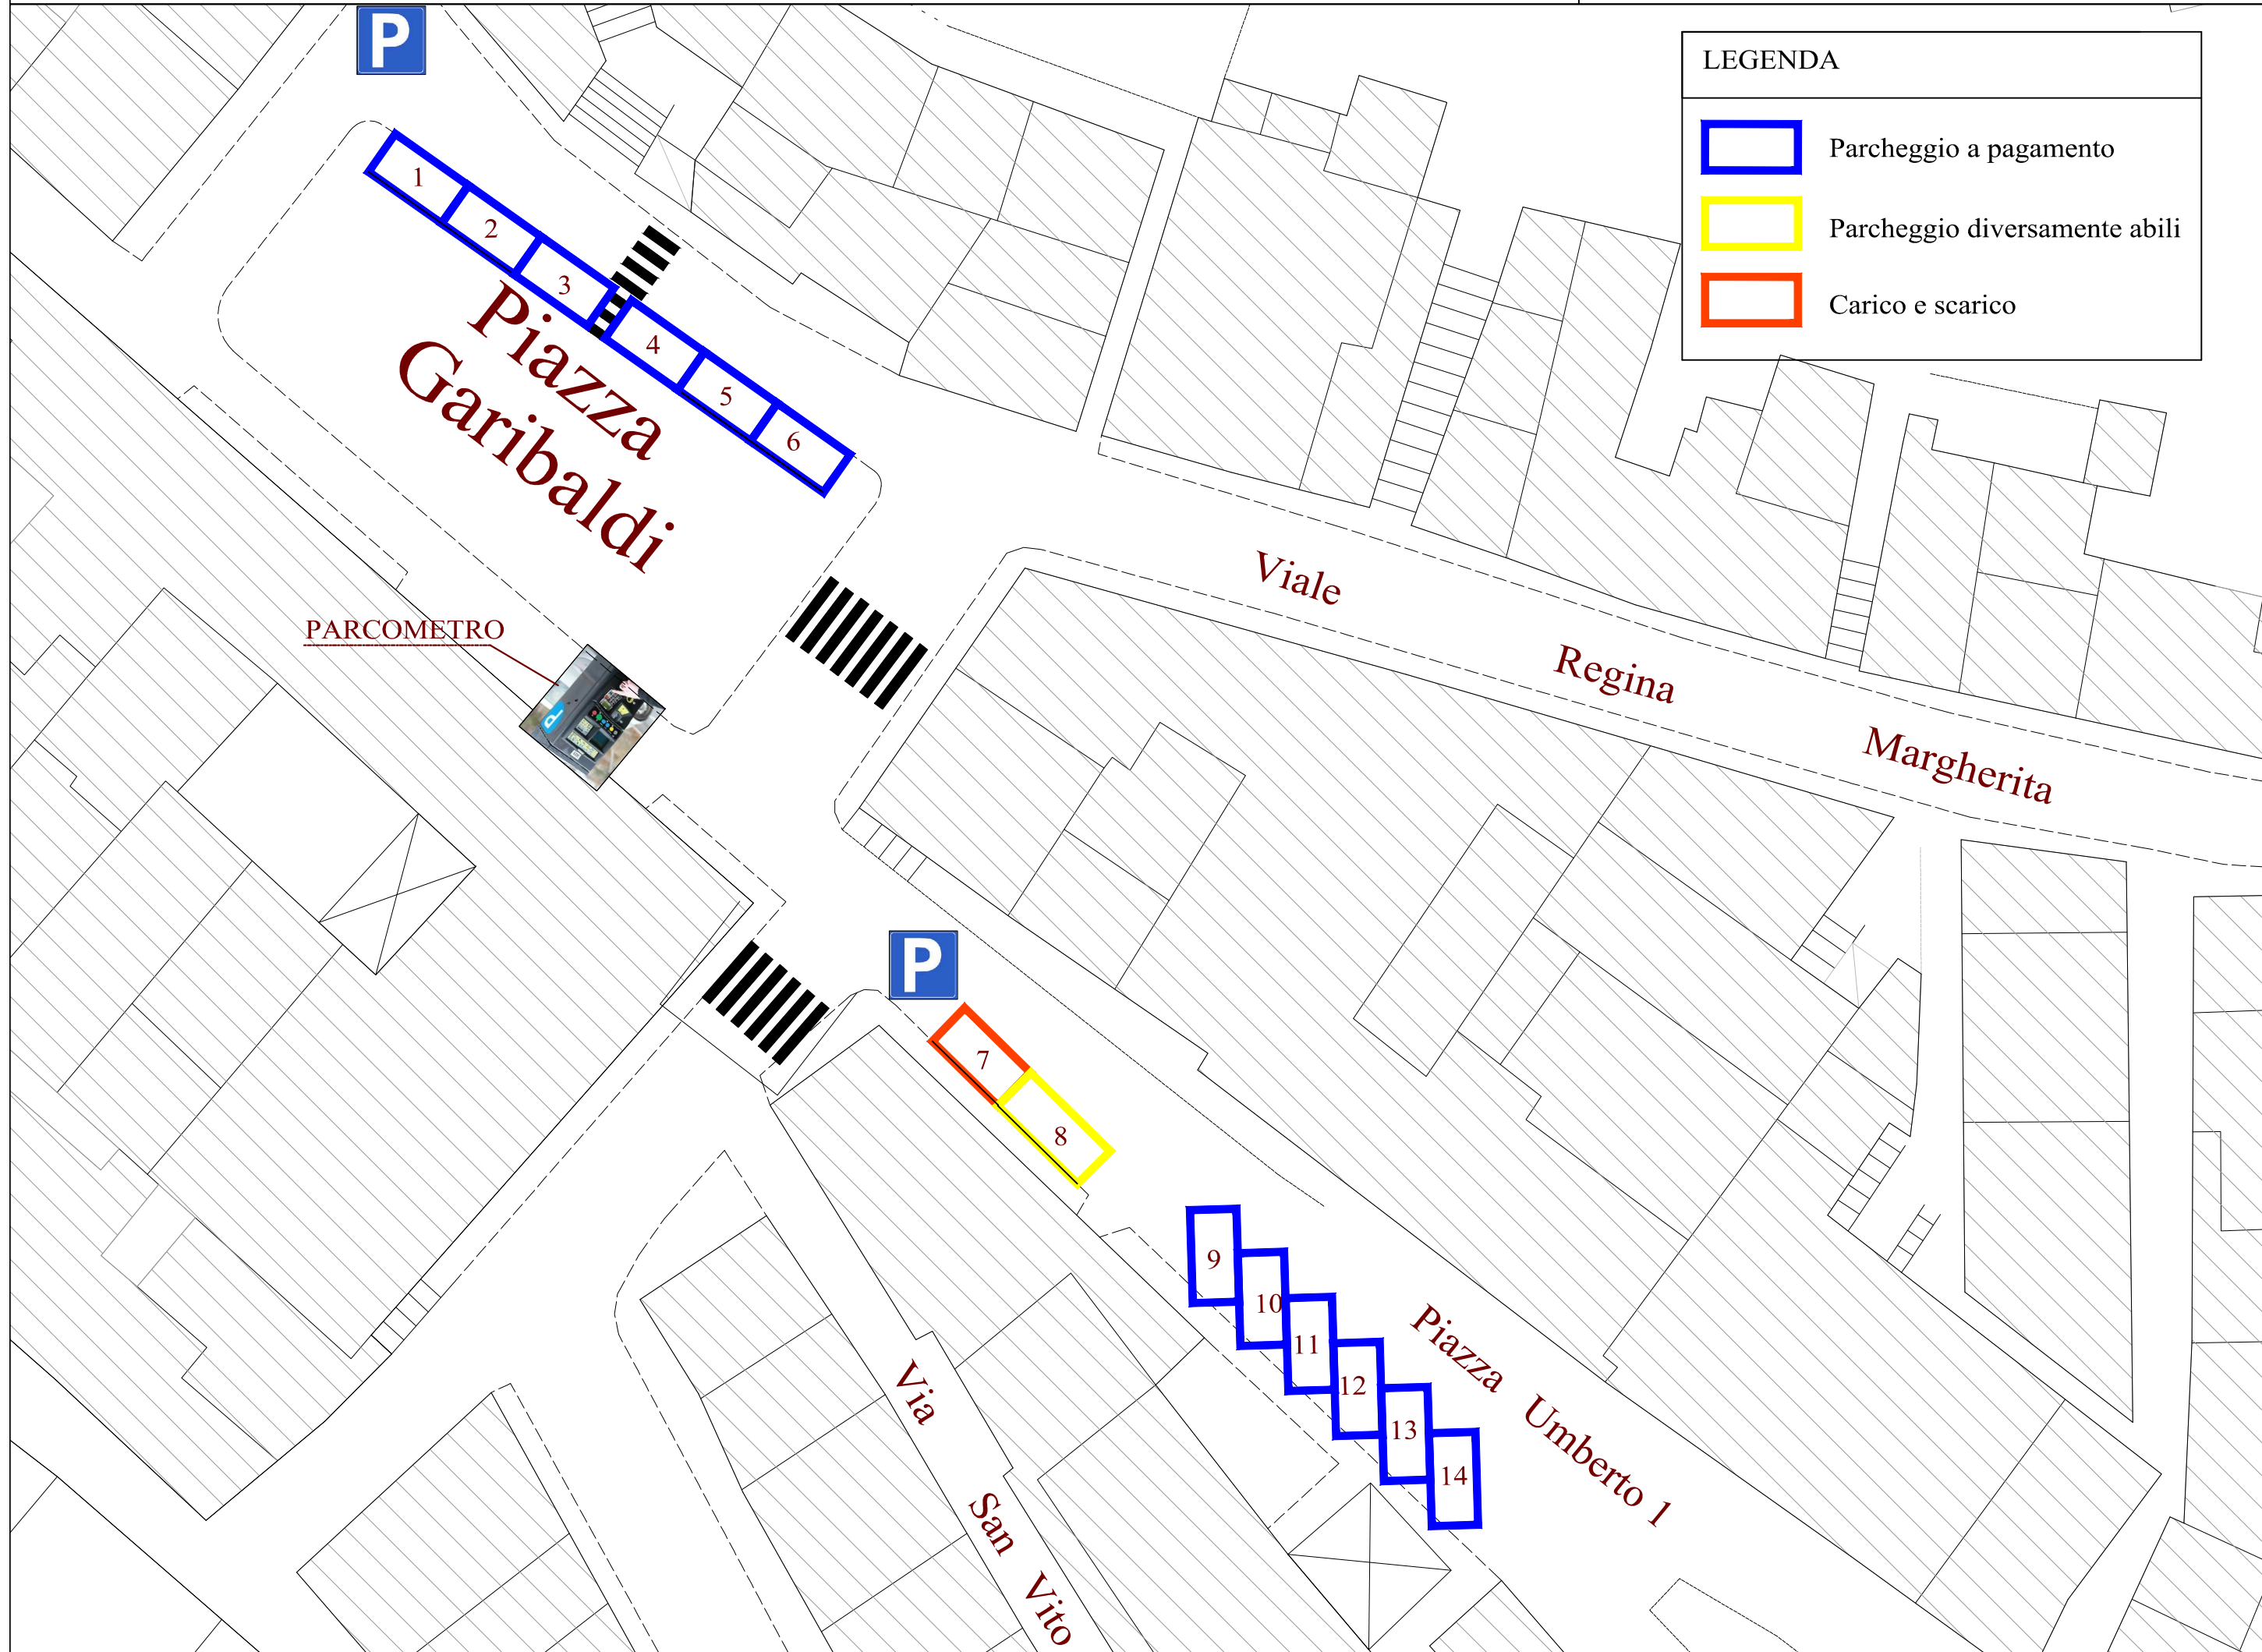 P
LEGENDA
Parcheggio a pagamento
Parcheggio diversamente abili
Carico e scarico
1
2
3
4
5
6
Piazza
Garibaldi
Viale
Regina
Margherita
PARCOMETRO
P
P
7
8
9
10
11
12
13
14
Piazza
Umberto 1
Via
San
Vito